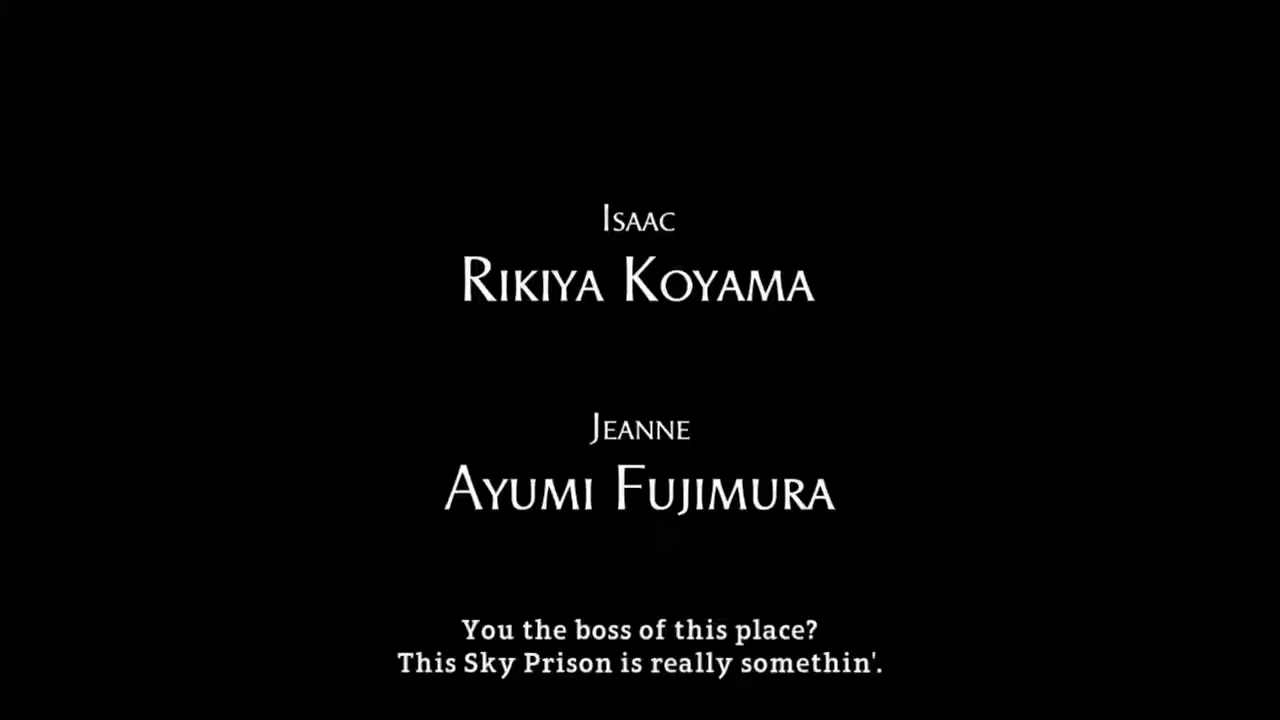 Isaac
Rikiya Koyama
Jeanne
Ayumi Fujimura
You the boss of this place?
This Sky Prison is really somethin'.